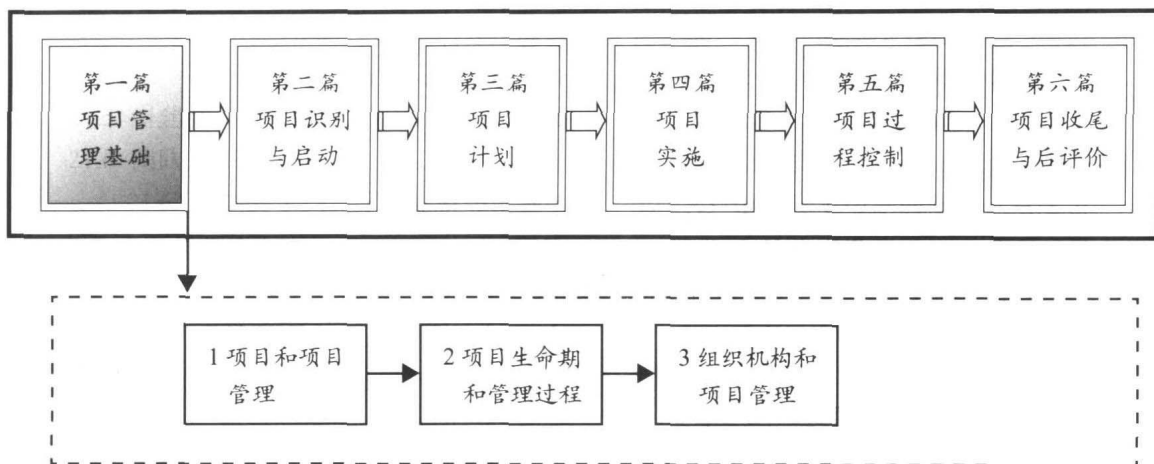 第一篇
项目管
理基础
第二篇
项目识别
与启动
第三篇
项目
计划
第四篇
项目
实施
第五篇
项目过
程控制
第六篇
项目收尾
与后评价
1 项目和项目
管理
2 项目生命期
和管理过程
3 组织机构和
项目管理